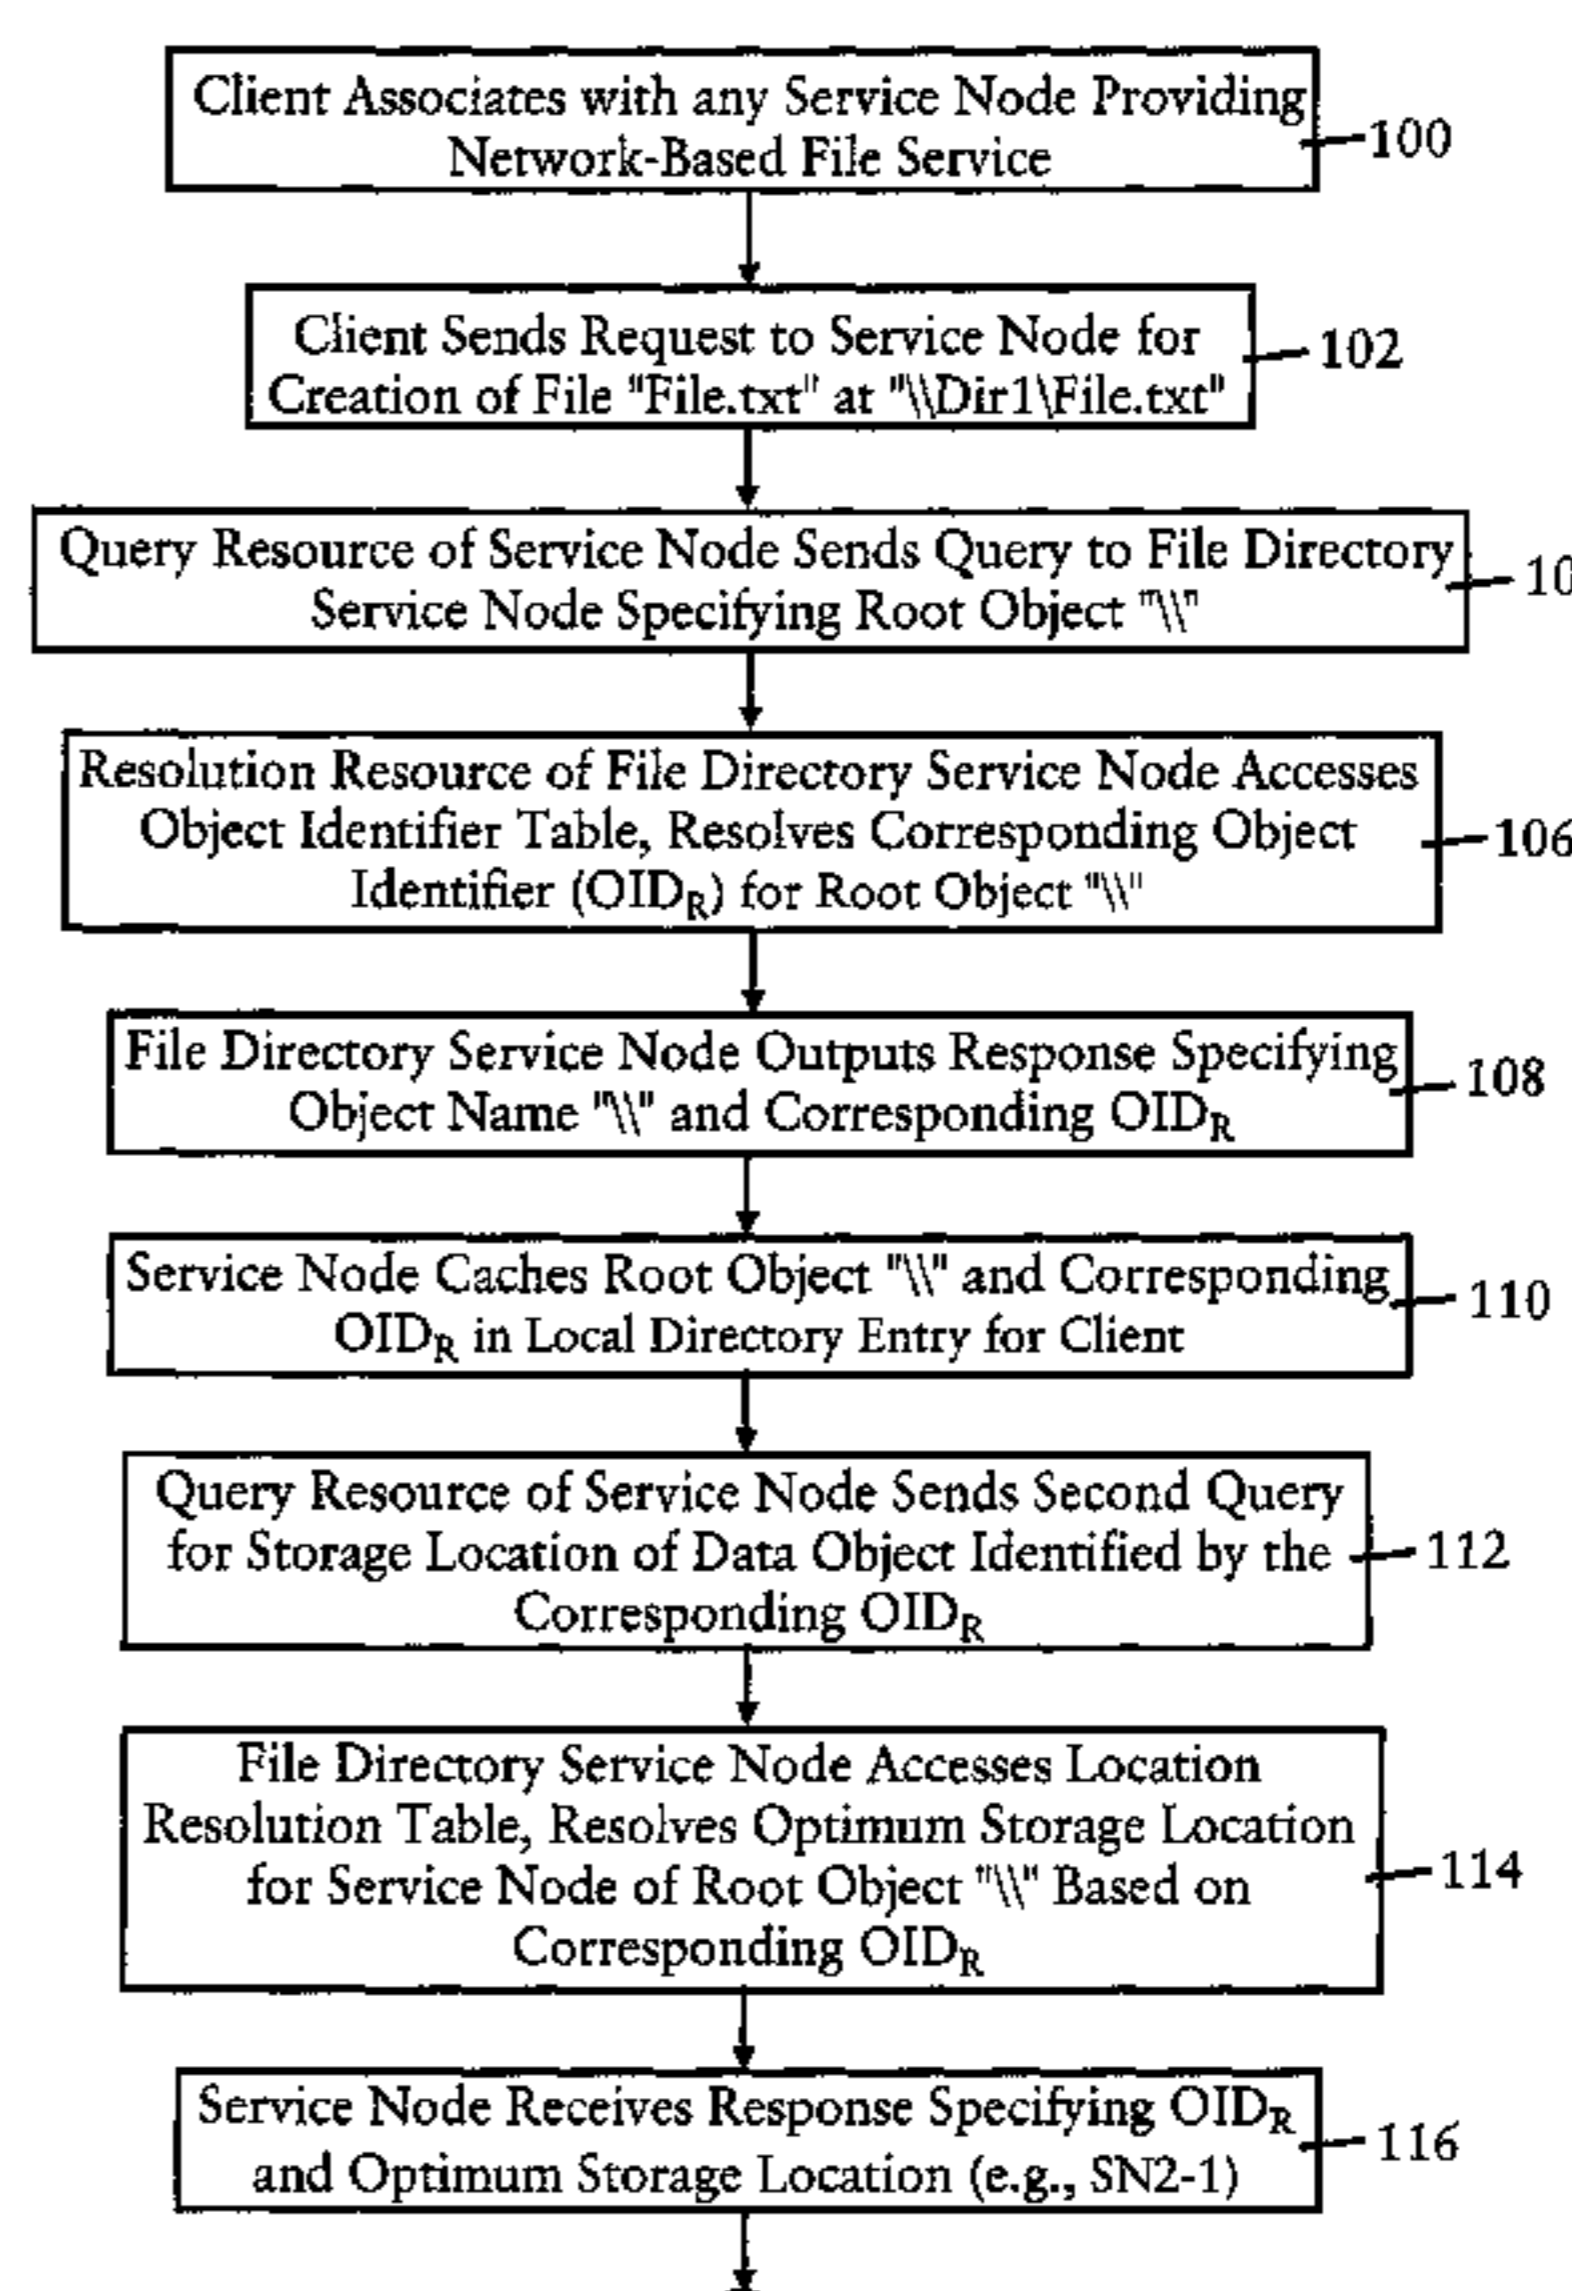 Client Associates with any Service Node Providing
Network-Based File Service
100
Client Sends Request to Service Node for
Creation of File "File.txt" at "\\Dir1\File.txt"
102
Query Resource of Service Node Sends Query to File Directory
Service Node Specifying Root Object "\\"
10
Resolution Resource of File Directory Service Node Accesses
Object Identifier Table, Resolves Corresponding Object
Identifier (OIDR) for Root Object "\\"
106
File Directory Service Node Outputs Response Specifying
Object Name "\\" and Corresponding OIDR
108
Service Node Caches Root Object "\\" and Corresponding
OIDR in Local Directory Entry for Client
110
Query Resource of Service Node Sends Second Query
for Storage Location of Data Object Identified by the
Corresponding OIDR
112
File Directory Service Node Accesses Location
Resolution Table, Resolves Optimum Storage Location
for Service Node of Root Object "\\" Based on
Corresponding OIDR
114
Service Node Receives Response Specifying OIDR
and Optimum Storage Location (e.g., SN2-1)
116